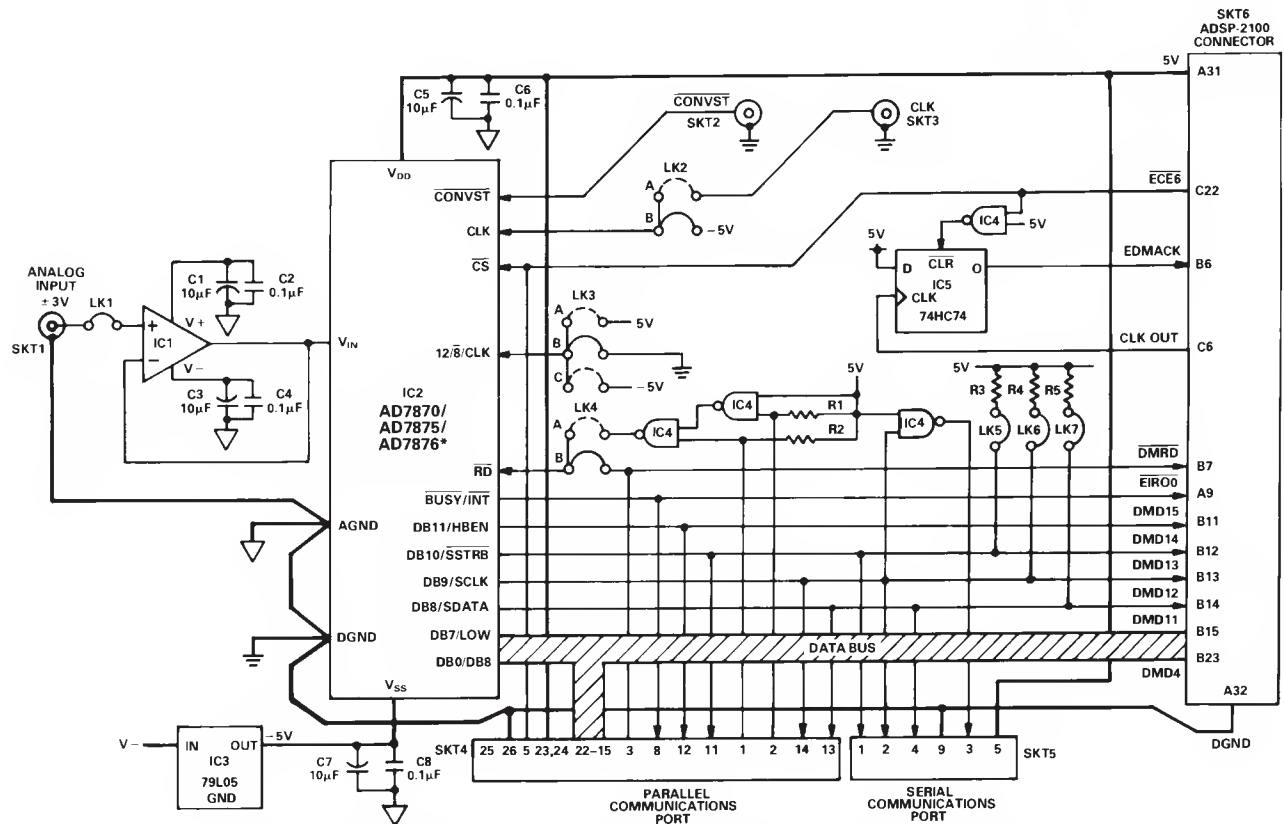 SKT6
ADSP-2100
CONNECTOR
5V
A31
C5
10µF
C6
0.1µF
CONVST
SKT2
CLK
SKT3
VDD
CONVST
LK2
A
B
-5V
CLK
ECE6
C22
IC4
5V
5V
D
CLR
O
IC5
CLK
74HC74
EDMACK
B6
CS
ANALOG
INPUT
±3V
LK1
SKT1
C1
10µF
C2
0.1µF
V+
IC1
V-
C3
10µF
C4
0.1µF
VIN
LK3
A
5V
B
C
-5V
12/8/CLK
CLK OUT
C6
IC2
AD7870/
AD7875/
AD7876*
5V
5V
R3
R4
R5
LK4
A
B
IC4
IC4
R1
R2
IC4
LK5
LK6
LK7
RD
DMRD
B7
BUSY/INT
EIRO0
A9
AGND
DB11/HBEN
DMD15
B11
DB10/SSTRB
DMD14
B12
DB9/SCLK
DMD13
B13
DB8/SDATA
DMD12
B14
DGND
DB7/LOW
DMD11
B15
DATA BUS
DB0/DB8
B23
DMD4
VSS
A32
DGND
V-
IN
OUT
-5V
IC3
79L05
GND
C7
10µF
C8
0.1µF
SKT4
25
26
5
23,24
22-15
3
8
12
11
1
2
14
13
1
2
4
9
3
5
SKT5
PARALLEL
COMMUNICATIONS
PORT
SERIAL
COMMUNICATIONS
PORT